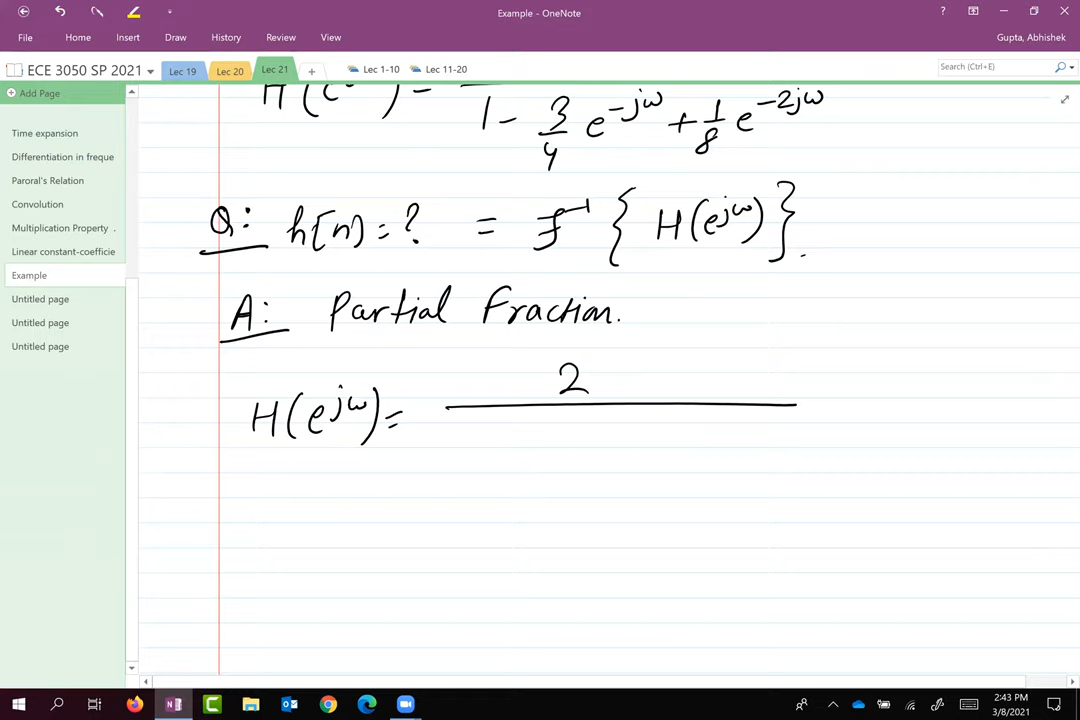 Example - OneNote
?
File Home Insert Draw History Review View
Gupta, Abhishek
ECE 3050 SP 2021
Lec 19
Lec 20
Lec 21
+
Lec 1-10
Lec 11-20
Search (Ctrl+E)
Add Page
Time expansion
Differentiation in freque
Paroral's Relation
Convolution
Multiplication Property .
Linear constant-coefficie
Example
Untitled page
Untitled page
Untitled page
1 - 3/4 e^{-jω} + 1/8 e^{-2jω}
Q: h[n] = ? = F^{-1} { H(e^{jω}) }.
A: Partial Fraction.
H(e^{jω}) = 2
2:43 PM
3/8/2021